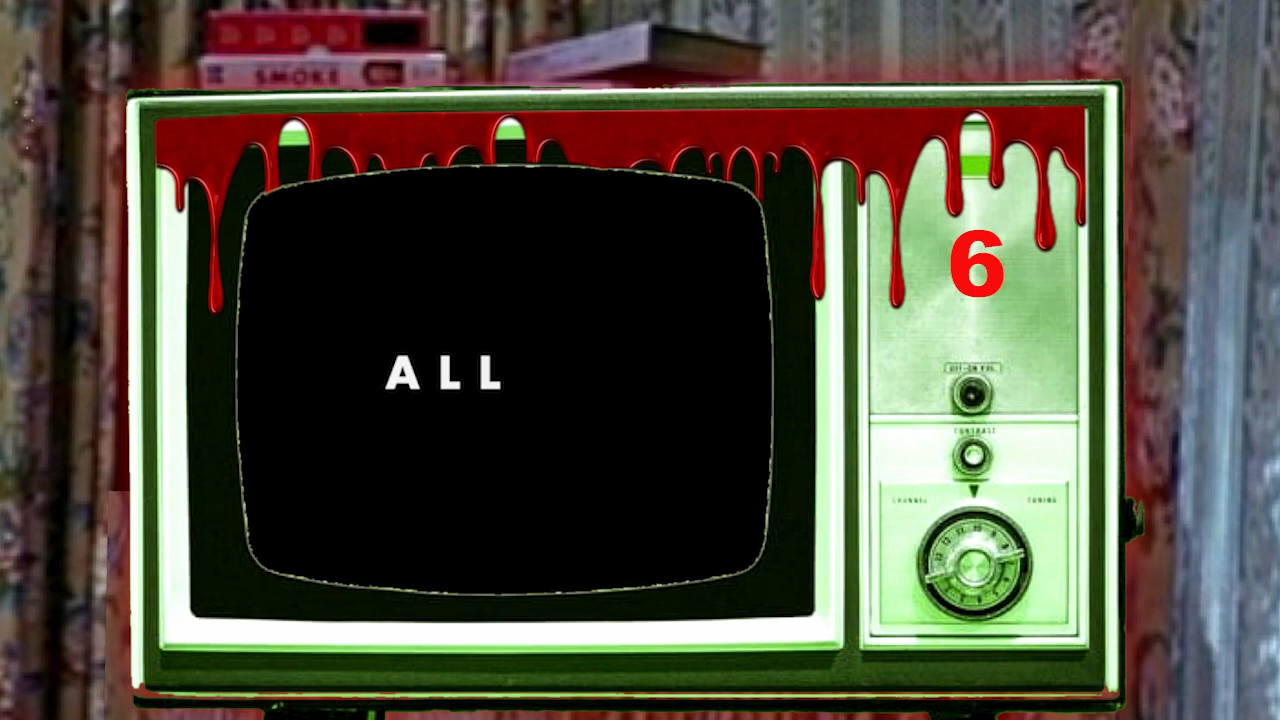 SMOKE
6
ALL
OFF-ON VOL.
CONTRAST
CHANNEL
TUNING